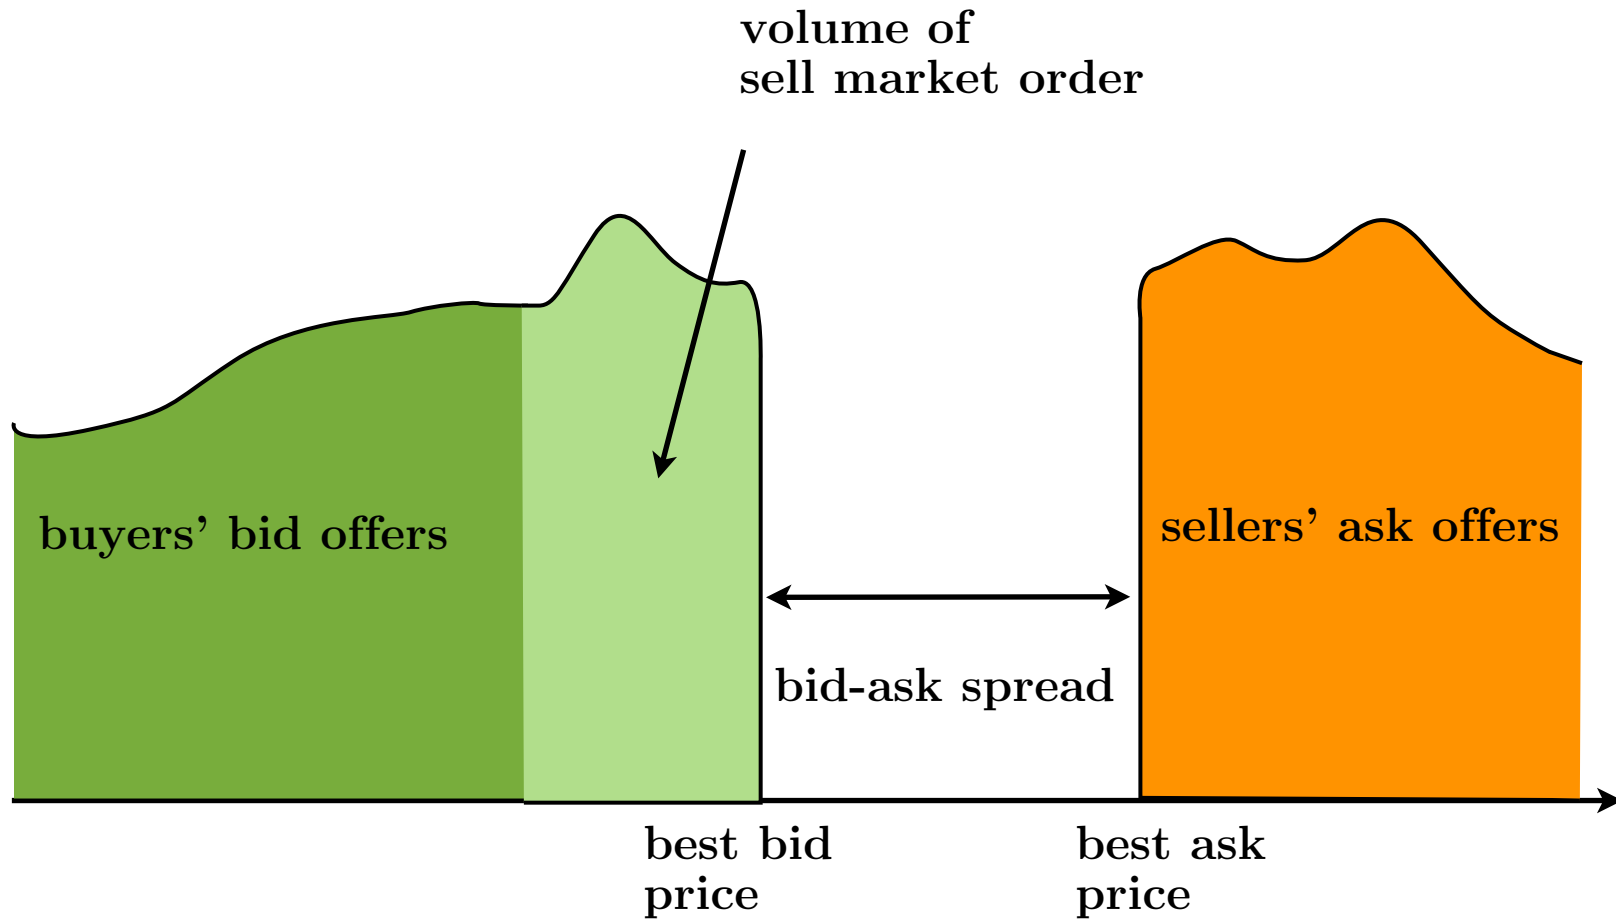 volume of
sell market order
buyers’ bid offers
sellers’ ask offers
bid-ask spread
best bid
price
best ask
price